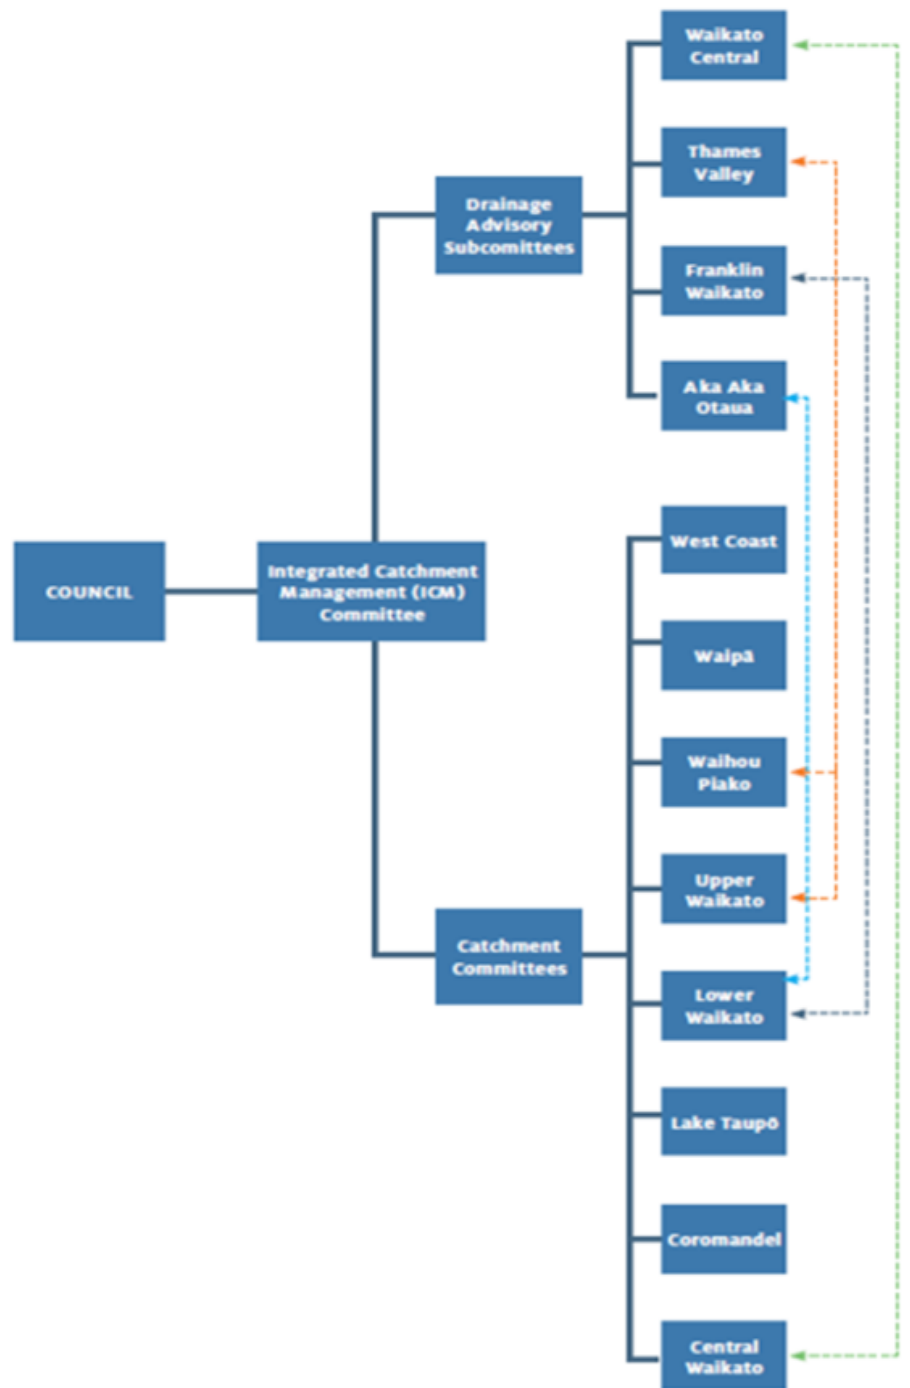 Waikato
Central
Thames
Valley
Drainage
Advisory
Subcomittees
Franklin
Waikato
Aka Aka
Otaua
West Coast
COUNCIL
Integrated Catchment
Management (ICM)
Committee
Waipā
Waihou
Piako
Upper
Waikato
Catchment
Committees
Lower
Waikato
Lake Taupō
Coromandel
Central
Waikato